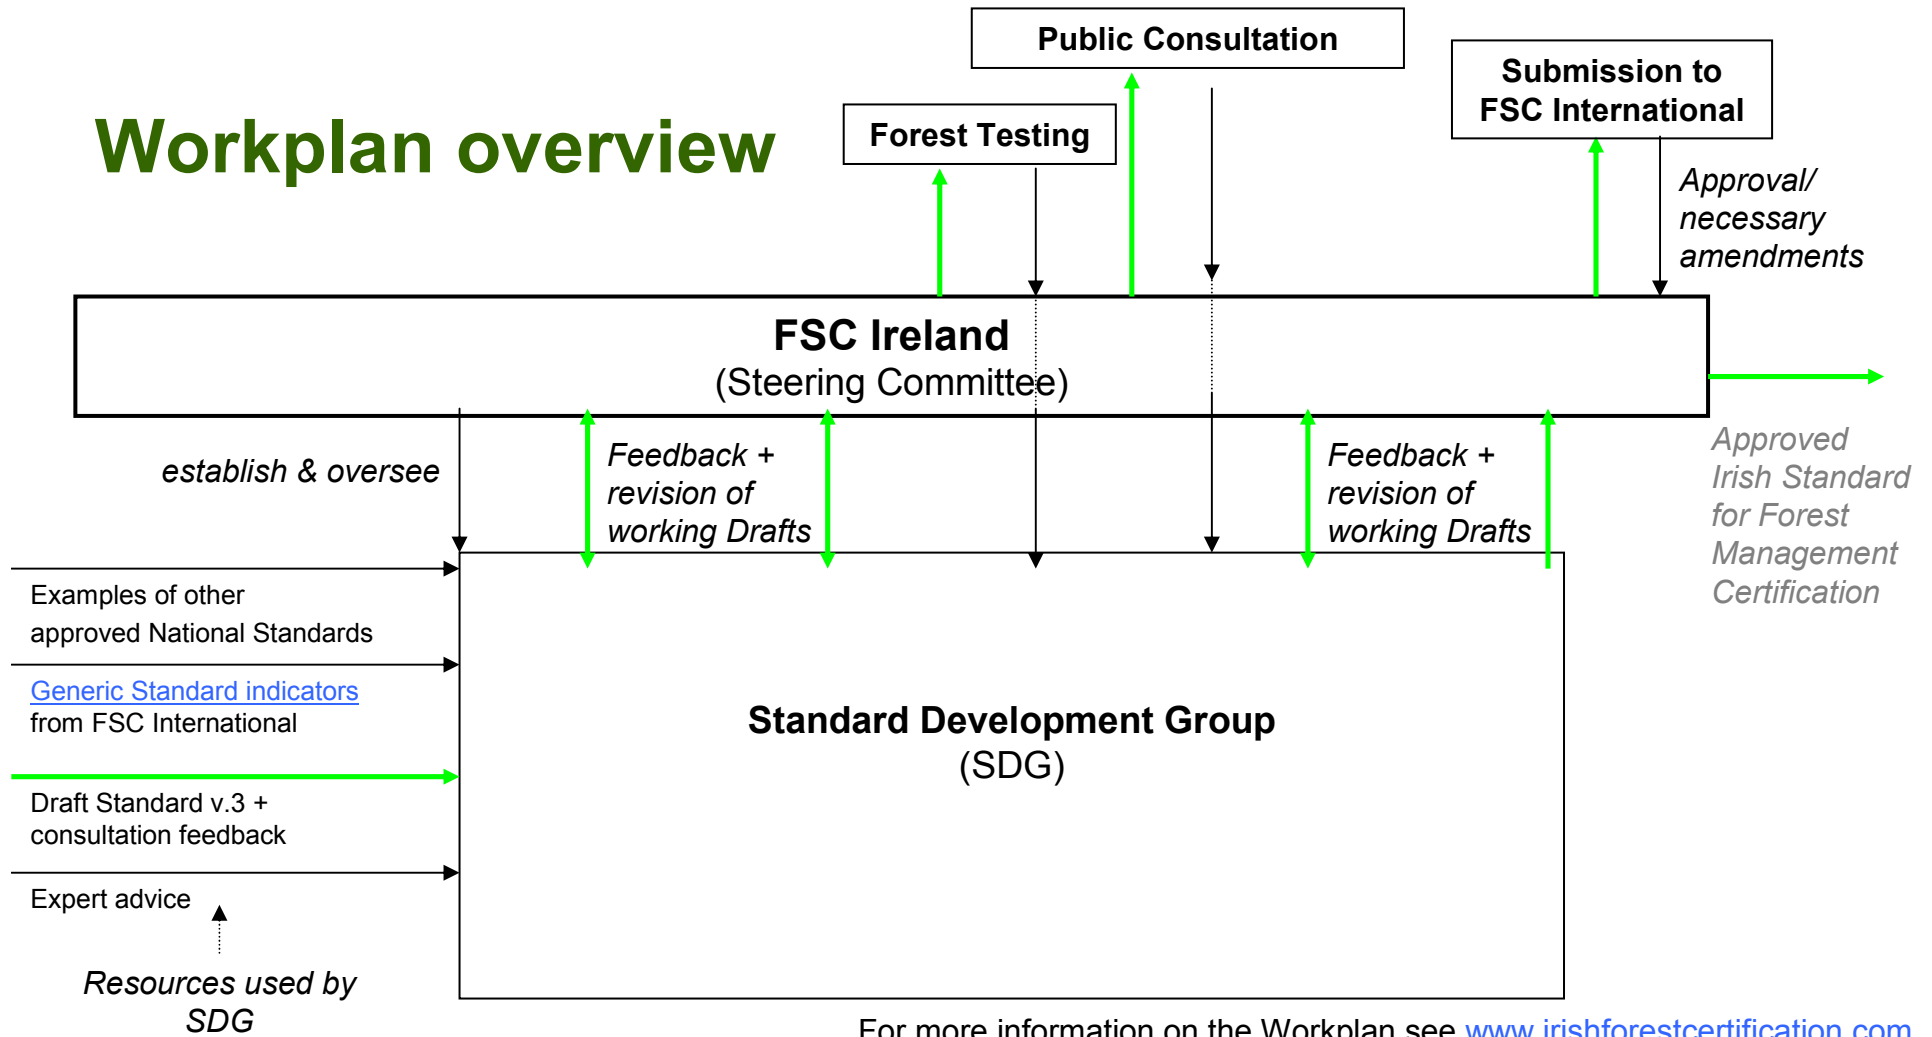 Public Consultation
Submission to
FSC International
Workplan overview
Forest Testing
Approval/
necessary
amendments
FSC Ireland
(Steering Committee)
establish & oversee
Feedback +
revision of
working Drafts
Feedback +
revision of
working Drafts
Approved
Irish Standard
for Forest
Management
Certification
Examples of other
approved National Standards
Generic Standard indicators
from FSC International
Draft Standard v.3 +
consultation feedback
Expert advice
Standard Development Group
(SDG)
Resources used by
SDG
For more information on the Workplan see www.irishforestcertification.com